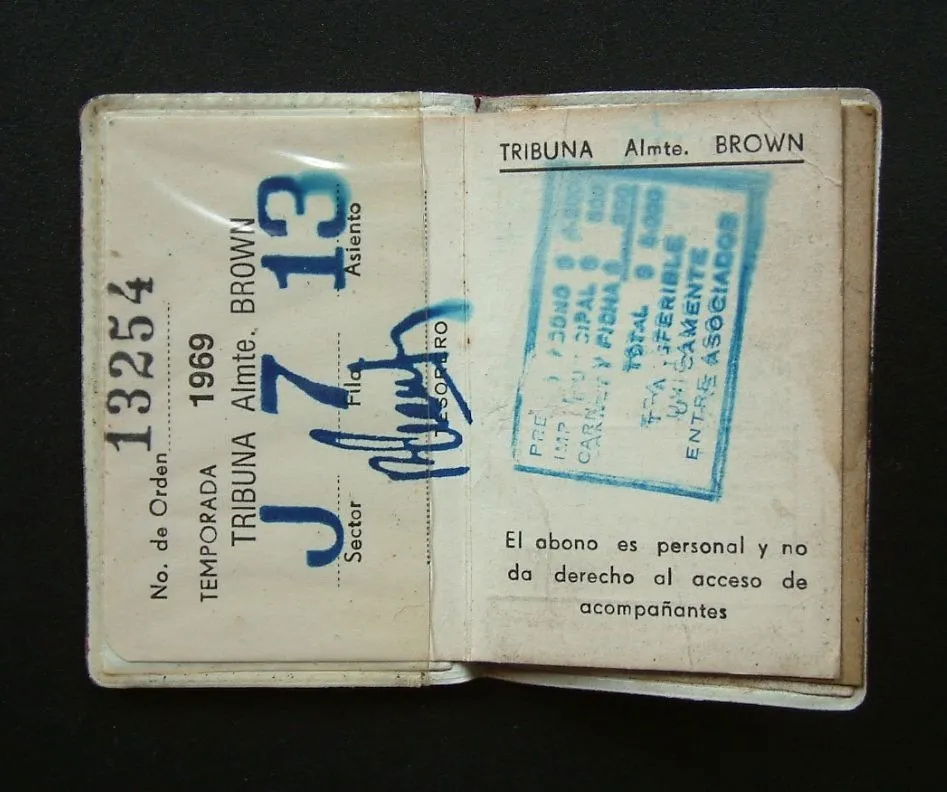 No. de Orden 13254
TEMPORADA 1969
TRIBUNA Almte. BROWN
J 7 13
Sector Fila Asiento
TESORERO
TRIBUNA Almte. BROWN
CARNET Y
TOTAL $
ENTRE ASOCIADOS
El abono es personal y no
da derecho al acceso de
acompañantes